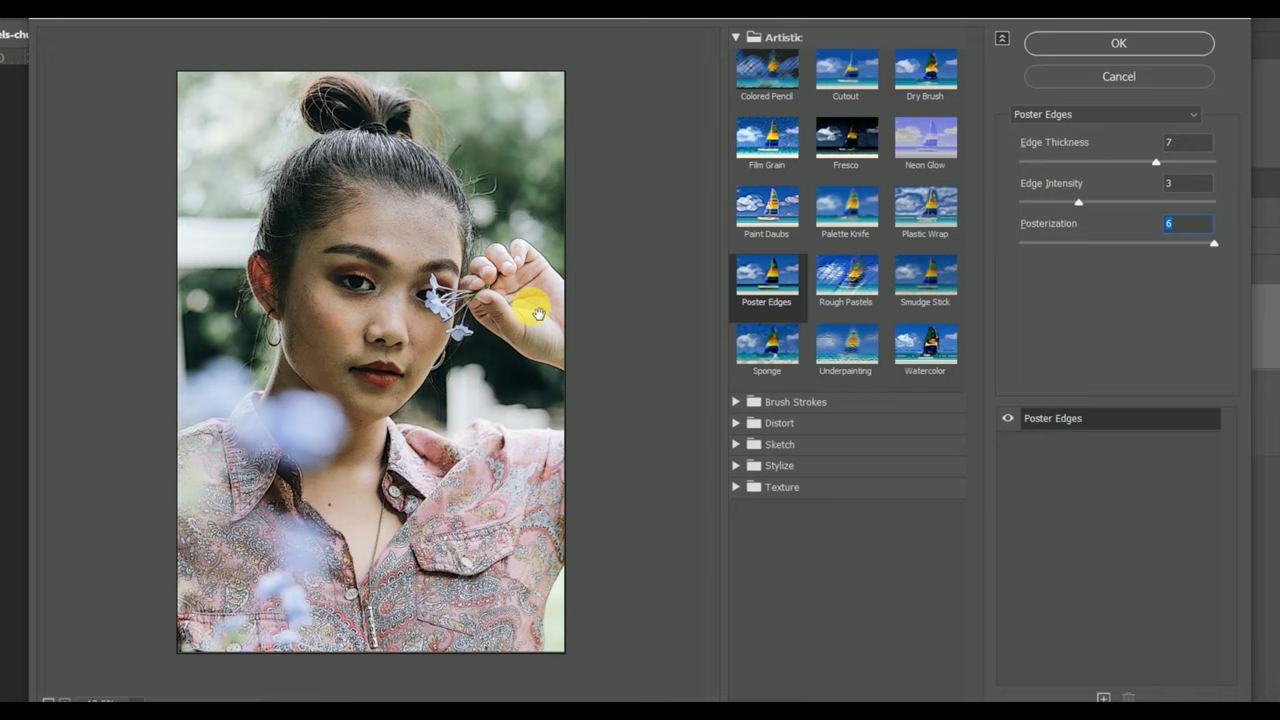 els-chu
Artistic
OK
Cancel
Colored Pencil
Cutout
Dry Brush
Poster Edges
Edge Thickness
7
Film Grain
Fresco
Neon Glow
Edge Intensity
3
Paint Daubs
Palette Knife
Plastic Wrap
Posterization
6
Poster Edges
Rough Pastels
Smudge Stick
Sponge
Underpainting
Watercolor
Brush Strokes
Distort
Sketch
Stylize
Texture
Poster Edges